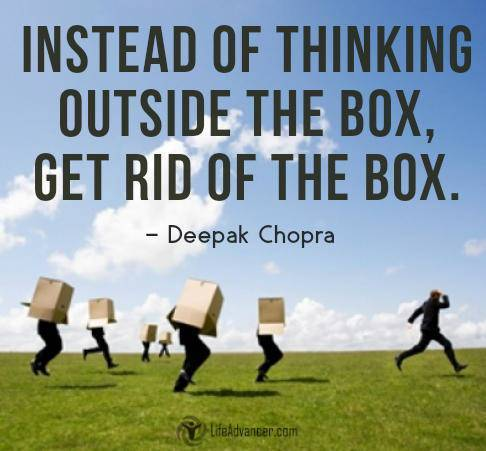 INSTEAD OF THINKING
OUTSIDE THE BOX,
GET RID OF THE BOX.
– Deepak Chopra
LifeAdvancer.com